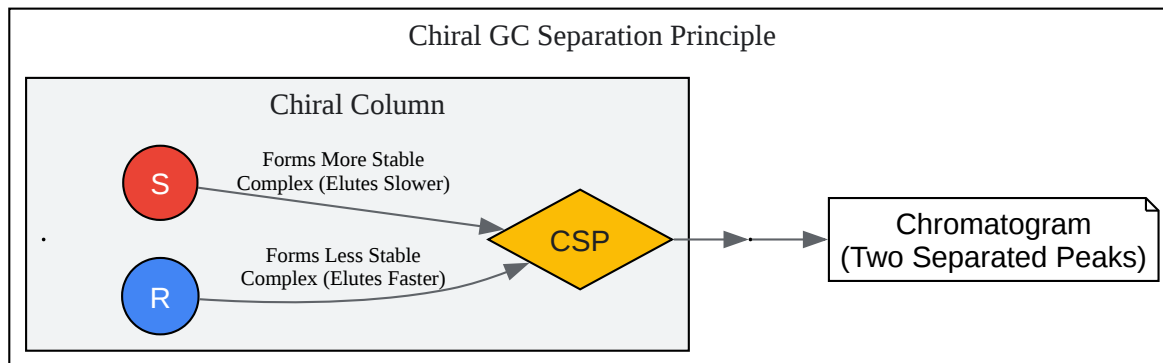 Chiral GC Separation Principle
Chiral Column
Forms More Stable
Complex (Elutes Slower)
S
CSP
Chromatogram
(Two Separated Peaks)
Forms Less Stable
Complex (Elutes Faster)
R